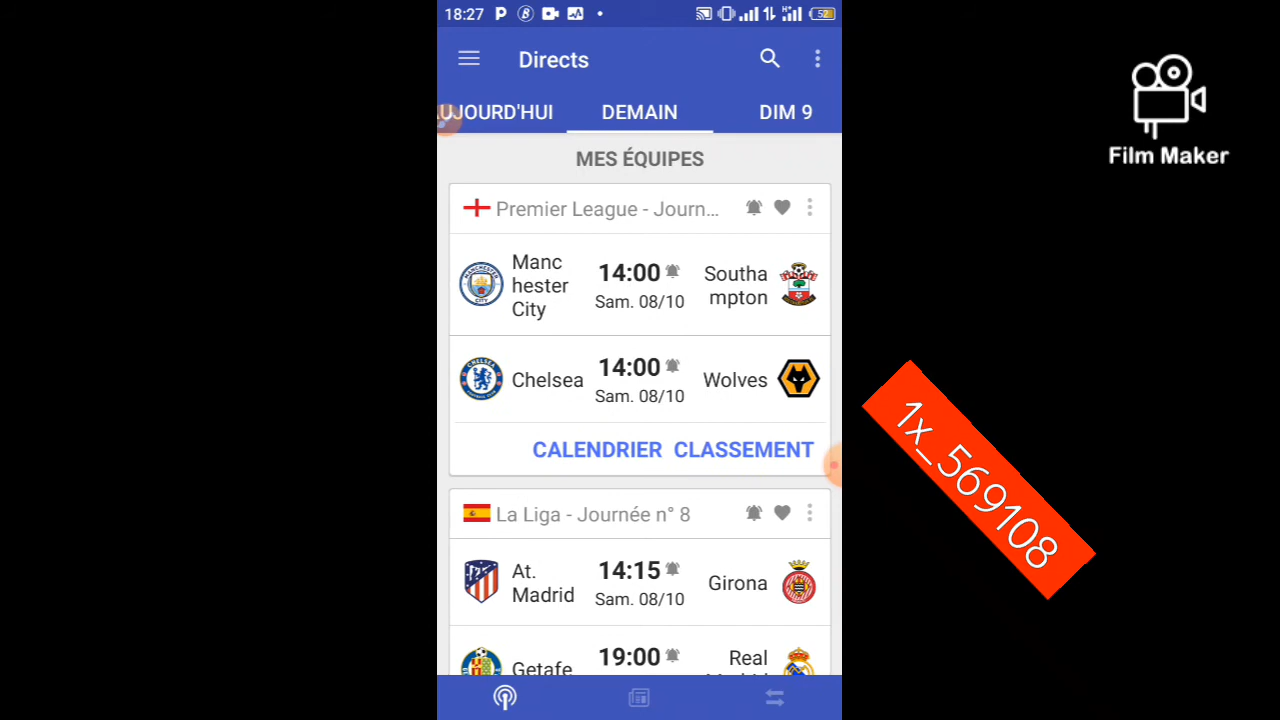 18:27
52
Directs
UJOURD'HUI
DEMAIN
DIM 9
Film Maker
MES ÉQUIPES
Premier League - Journ...
Manc
hester
City
14:00
Sam. 08/10
Southa
mpton
Chelsea
14:00
Sam. 08/10
Wolves
CALENDRIER CLASSEMENT
1x_569108
La Liga - Journée n° 8
At.
Madrid
14:15
Sam. 08/10
Girona
Getafe
19:00
Real